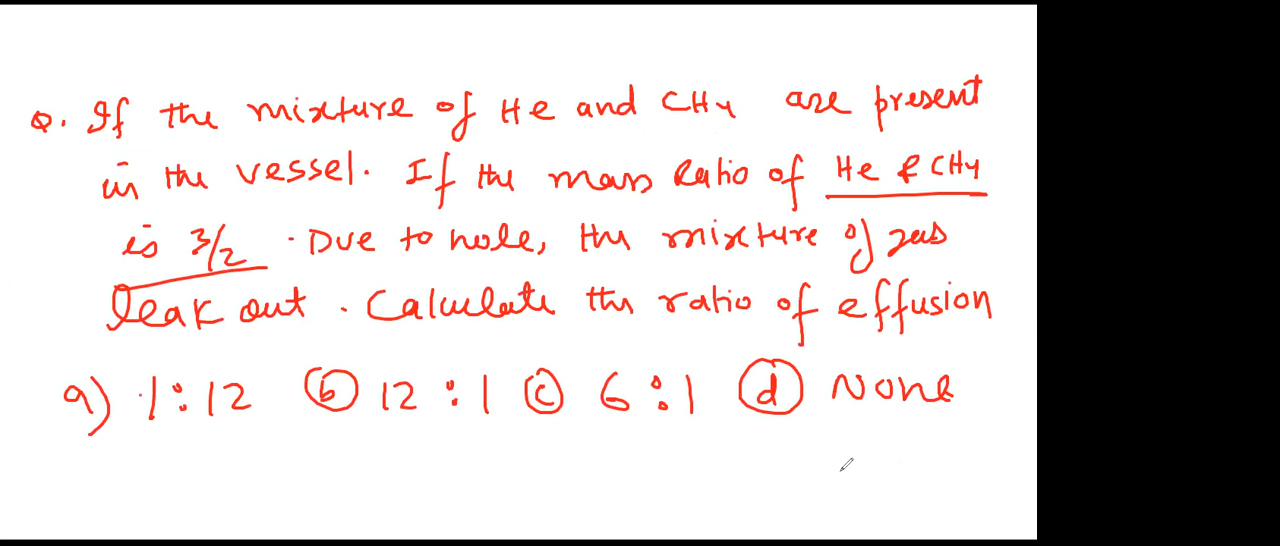 Q. If the mixture of He and CH4 are present
in the vessel. If the mass Ratio of He & CH4
is 3/2. Due to hole, the mixture of gas
leak out. Calculate the ratio of effusion
a) 1:12 (b) 12:1 (c) 6:1 (d) None